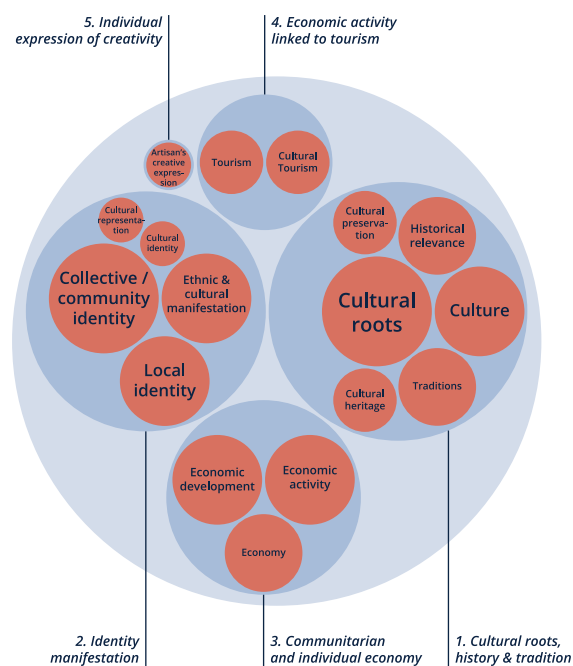 5. Individual
expression of creativity
4. Economic activity
linked to tourism
Artisan's
creative
expres-
sion
Tourism
Cultural
Tourism
Cultural
representa-
tion
Cultural
identity
Collective /
community
identity
Ethnic &
cultural
manifestation
Local
identity
Cultural
preserva-
tion
Historical
relevance
Cultural
roots
Culture
Cultural
heritage
Traditions
Economic
development
Economic
activity
Economy
2. Identity
manifestation
3. Communitarian
and individual economy
1. Cultural roots,
history & tradition